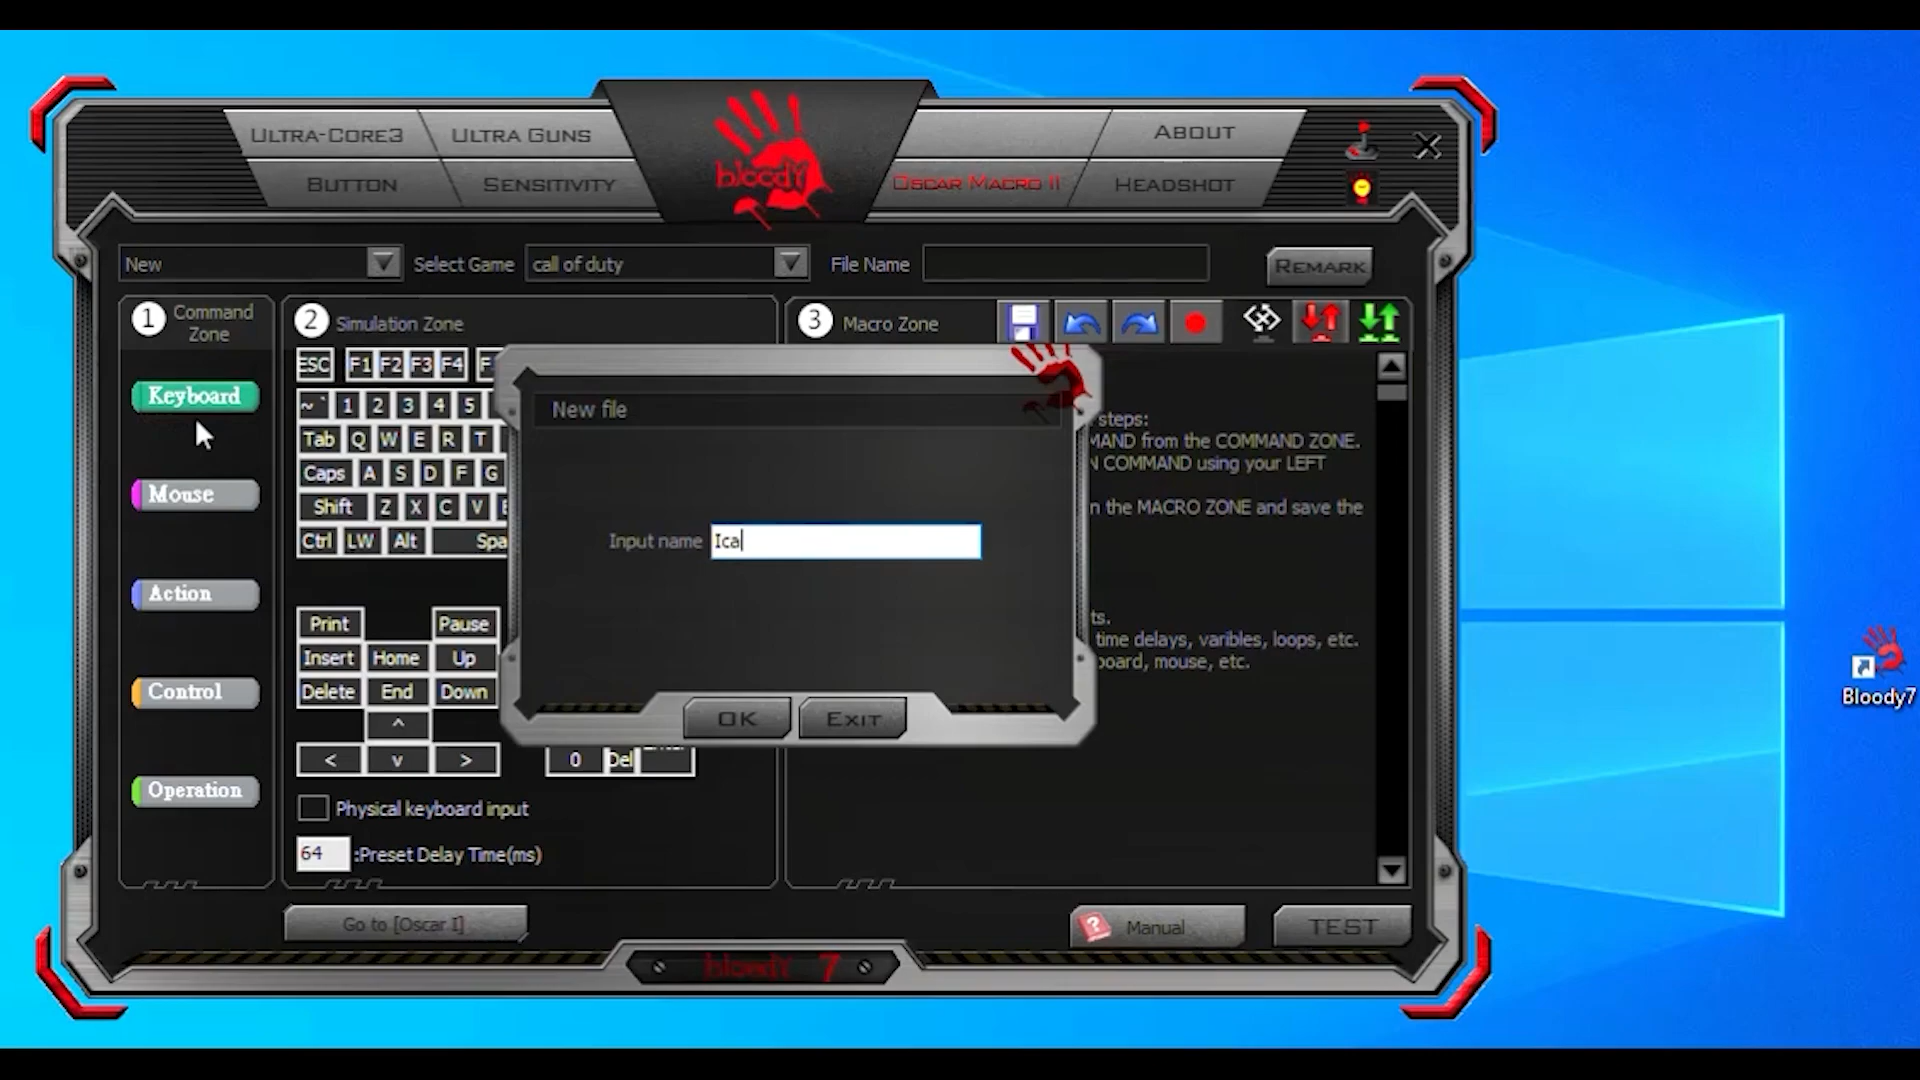 ULTRA-CORE3
ULTRA GUNS
ABOUT
BUTTON
SENSITIVITY
bloody
OSCAR MACRO II
HEADSHOT
New
Select Game
call of duty
File Name
REMARK
1
Command
Zone
2
Simulation Zone
3
Macro Zone
Keyboard
Mouse
Action
Control
Operation
ESC F1 F2 F3 F4 F
~ ` 1 2 3 4 5
Tab Q W E R T
Caps A S D F G
Shift Z X C V
Ctrl LW Alt Spa
Print Pause
Insert Home Up
Delete End Down
^
< v >
0 Del
Physical keyboard input
64 :Preset Delay Time(ms)
New file
Input name Ica
OK
EXIT
steps:
MAND from the COMMAND ZONE.
N COMMAND using your LEFT
n the MACRO ZONE and save the
ts.
time delays, varibles, loops, etc.
board, mouse, etc.
Go to [Oscar I]
Manual
TEST
bloody 7
Bloody7